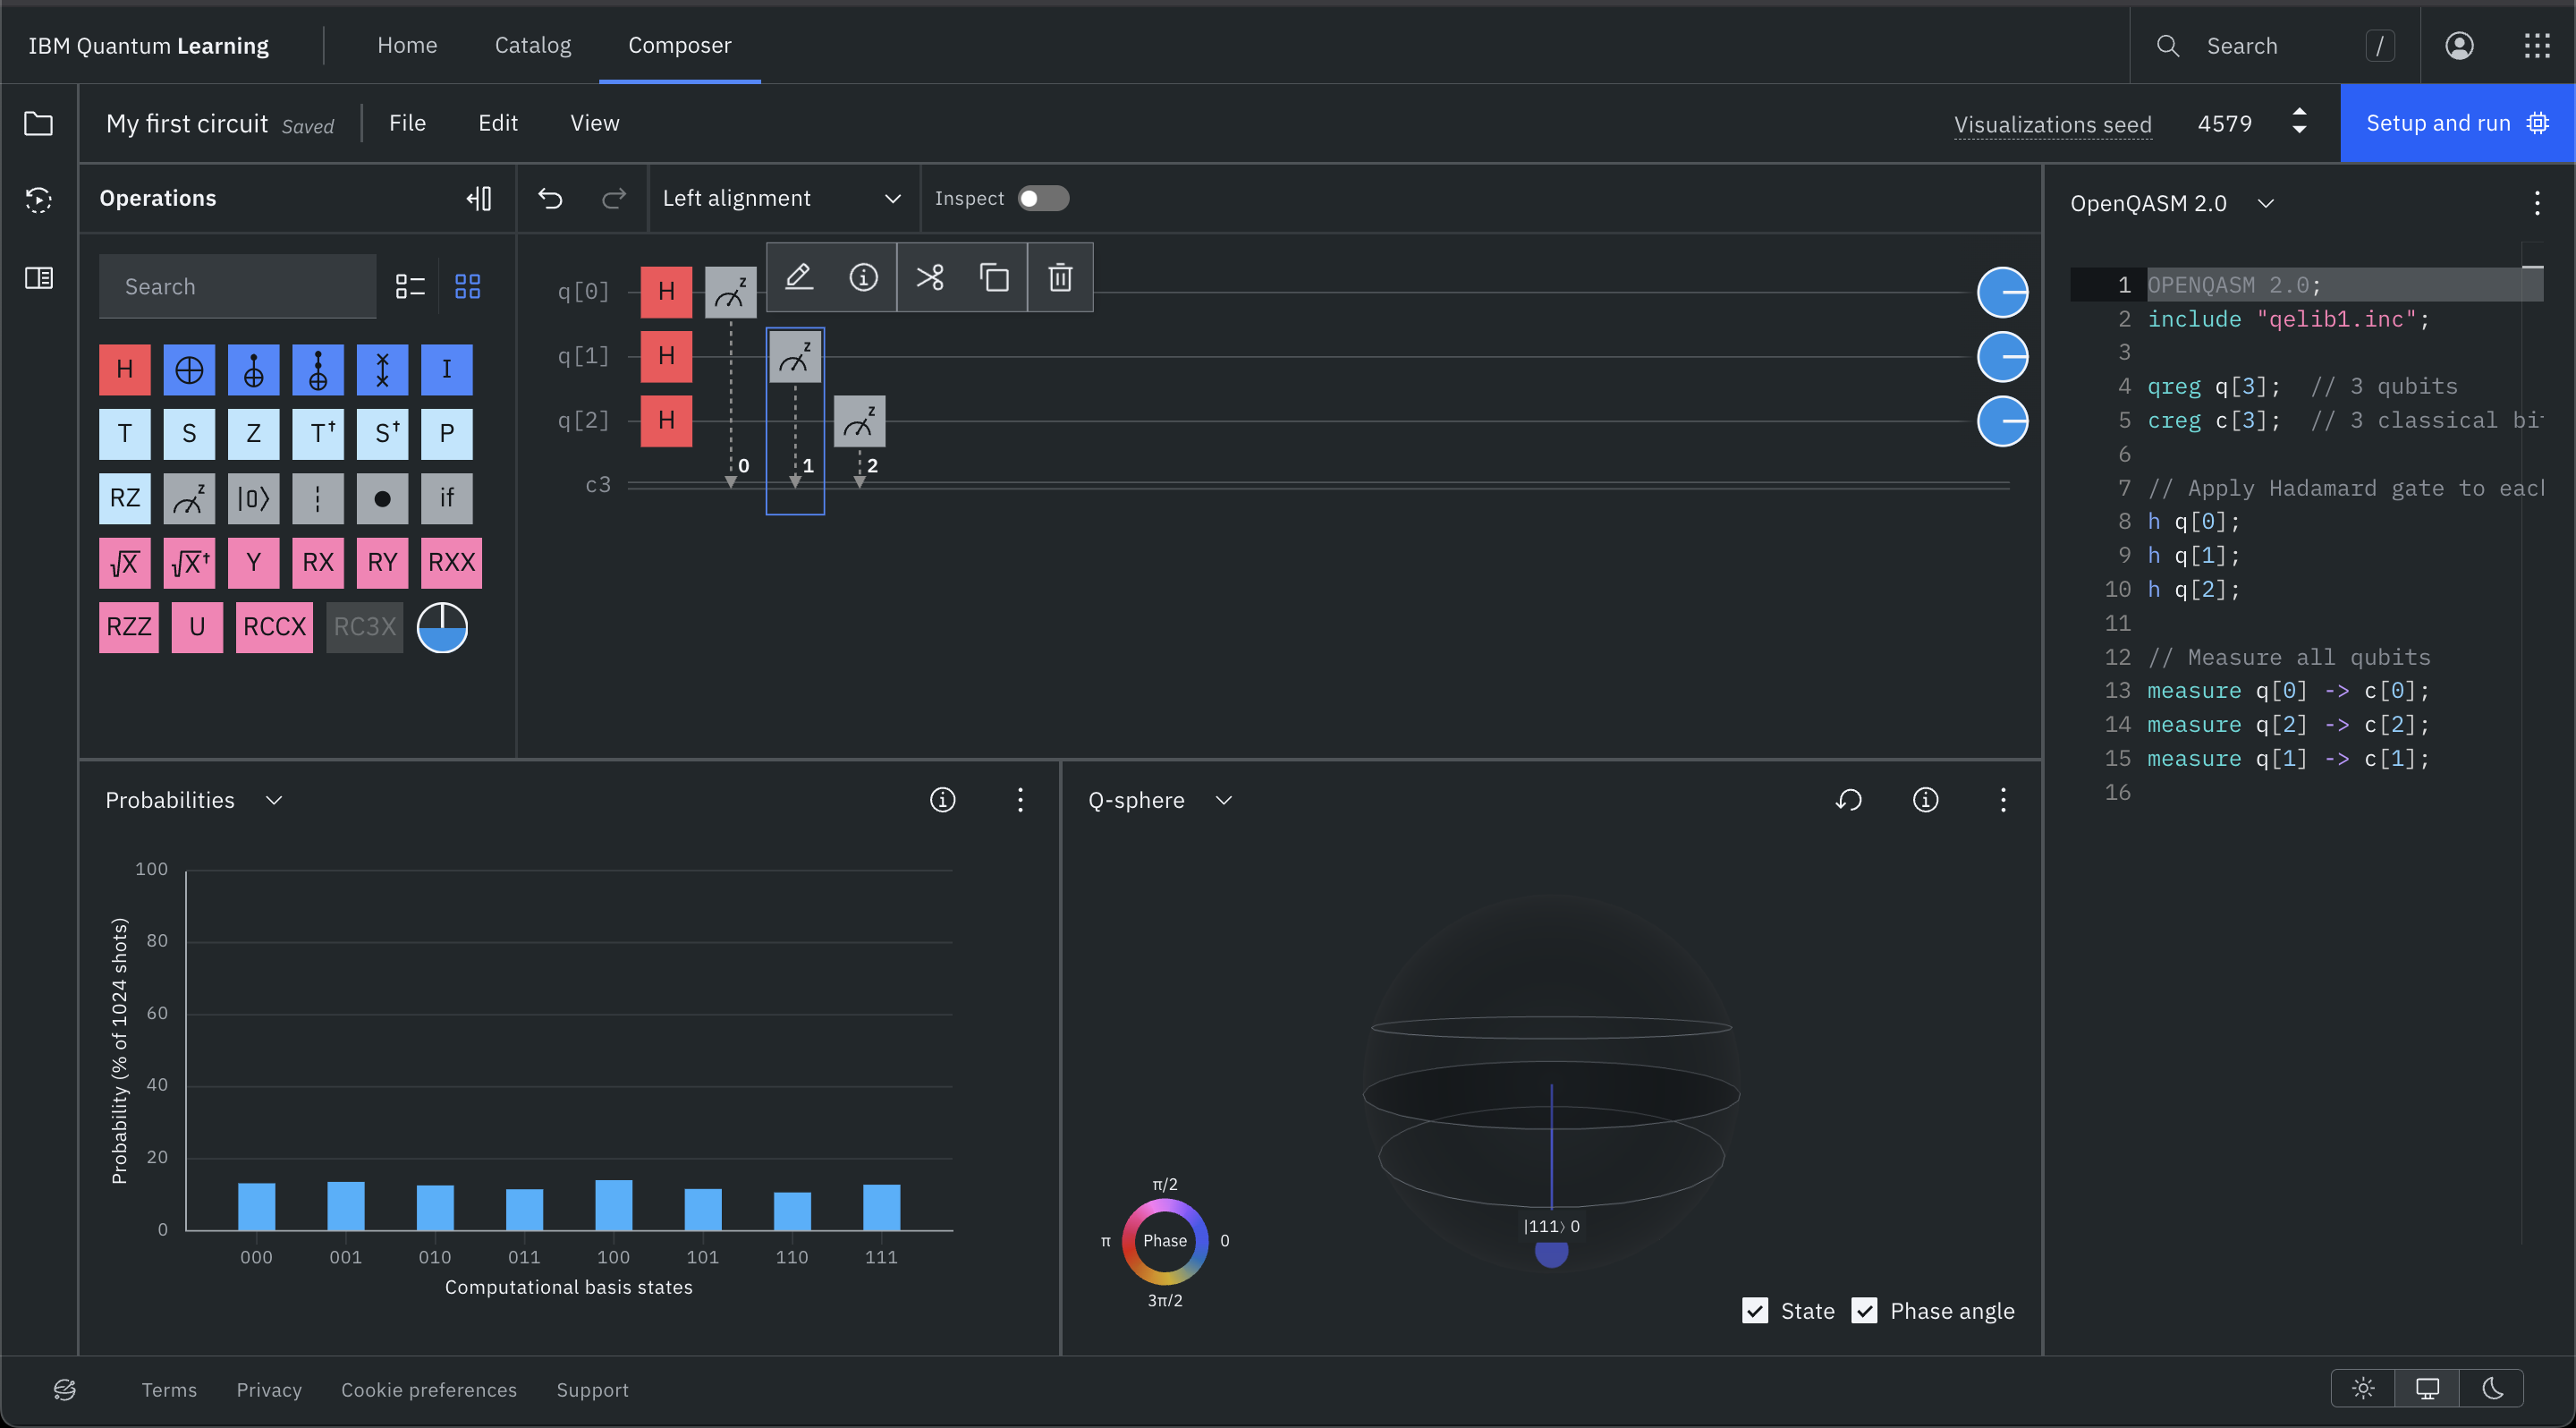 IBM Quantum Learning
Home
Catalog
Composer
Search
/
My first circuit Saved
File
Edit
View
Visualizations seed
4579
Setup and run
Operations
Left alignment
Inspect
Search
H
I
T S Z T† S† P
RZ z |0⟩ if
√X √X† Y RX RY RXX
RZZ U RCCX RC3X
q[0] H z
q[1] H z
q[2] H z
0 1 2
c3
OpenQASM 2.0
1 OPENQASM 2.0;
2 include "qelib1.inc";
3
4 qreg q[3]; // 3 qubits
5 creg c[3]; // 3 classical bi
6
7 // Apply Hadamard gate to eac
8 h q[0];
9 h q[1];
10 h q[2];
11
12 // Measure all qubits
13 measure q[0] -> c[0];
14 measure q[2] -> c[2];
15 measure q[1] -> c[1];
16
Probabilities
Probability (% of 1024 shots)
100
80
60
40
20
0
000 001 010 011 100 101 110 111
Computational basis states
Q-sphere
|111⟩ 0
π/2
π
Phase
0
3π/2
State
Phase angle
Terms
Privacy
Cookie preferences
Support